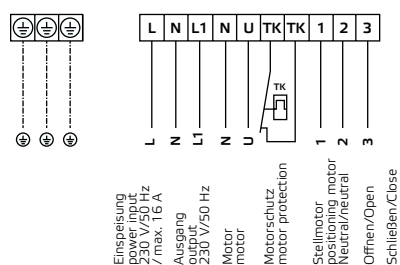 L N L1 N U TK TK 1 2 3
TK
L
N
L1
N
U
1
2
3
Einspeisung
power input
230 V/50 Hz
/ max. 16 A
Ausgang
output
230 V/50 Hz
Motor
motor
Motorschutz
motor protection
Stellmotor
positioning motor
Neutral/neutral
Öffnen/Open
Schließen/Close